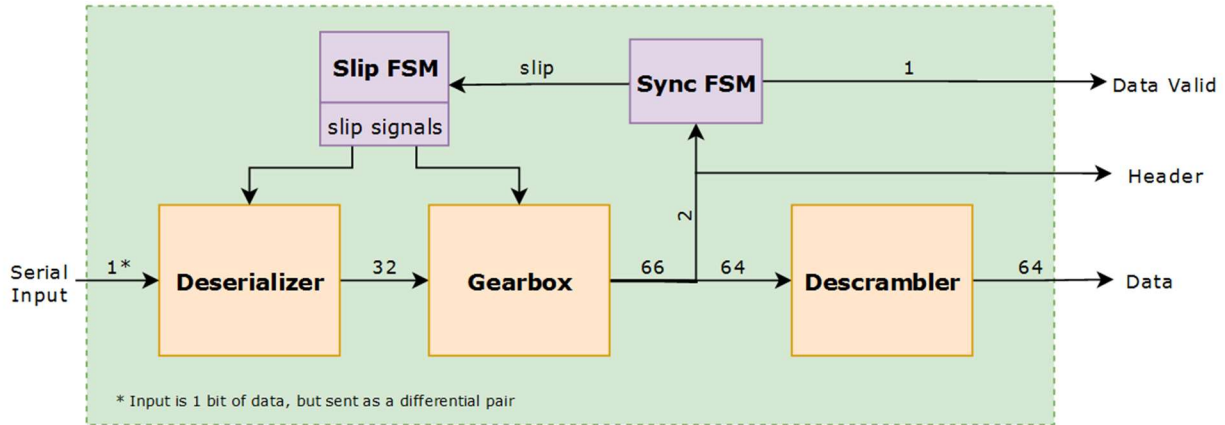 Slip FSM
slip signals
slip
Sync FSM
1
Data Valid
Header
2
Serial
Input
1*
Deserializer
32
Gearbox
66
64
Descrambler
64
Data
* Input is 1 bit of data, but sent as a differential pair